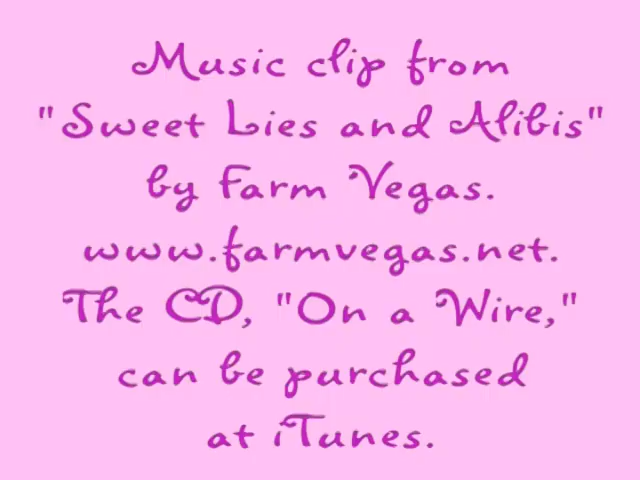 Music clip from
"Sweet Lies and Alibis"
by Farm Vegas.
www.farmvegas.net.
The CD, "On a Wire,"
can be purchased
at iTunes.